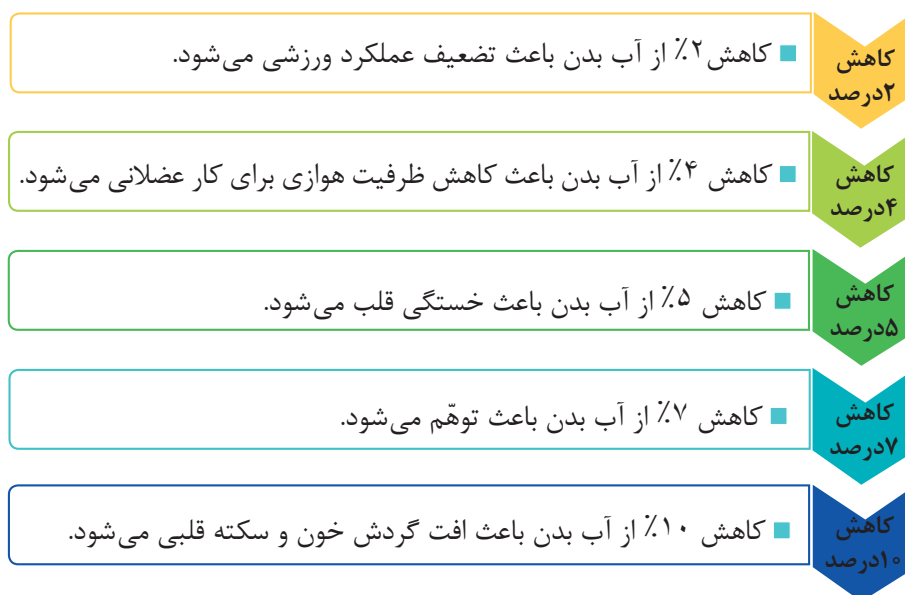 کاهش
۲درصد
■ کاهش ۲٪ از آب بدن باعث تضعیف عملکرد ورزشی می‌شود.
کاهش
۴درصد
■ کاهش ۴٪ از آب بدن باعث کاهش ظرفیت هوازی برای کار عضلانی می‌شود.
کاهش
۵درصد
■ کاهش ۵٪ از آب بدن باعث خستگی قلب می‌شود.
کاهش
۷درصد
■ کاهش ۷٪ از آب بدن باعث توهّم می‌شود.
کاهش
۱۰درصد
■ کاهش ۱۰٪ از آب بدن باعث افت گردش خون و سکته قلبی می‌شود.